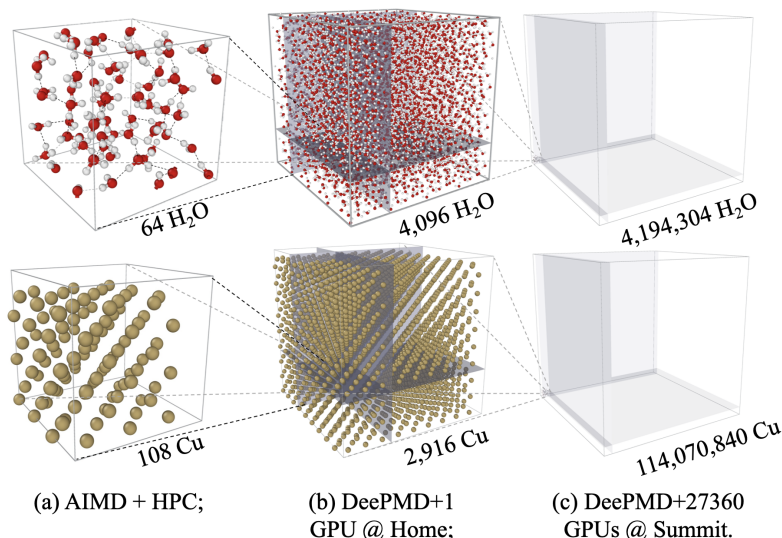 64 H₂O
4,096 H₂O
4,194,304 H₂O
108 Cu
2,916 Cu
114,070,840 Cu
(a) AIMD + HPC;
(b) DeePMD+1
GPU @ Home;
(c) DeePMD+27360
GPUs @ Summit.